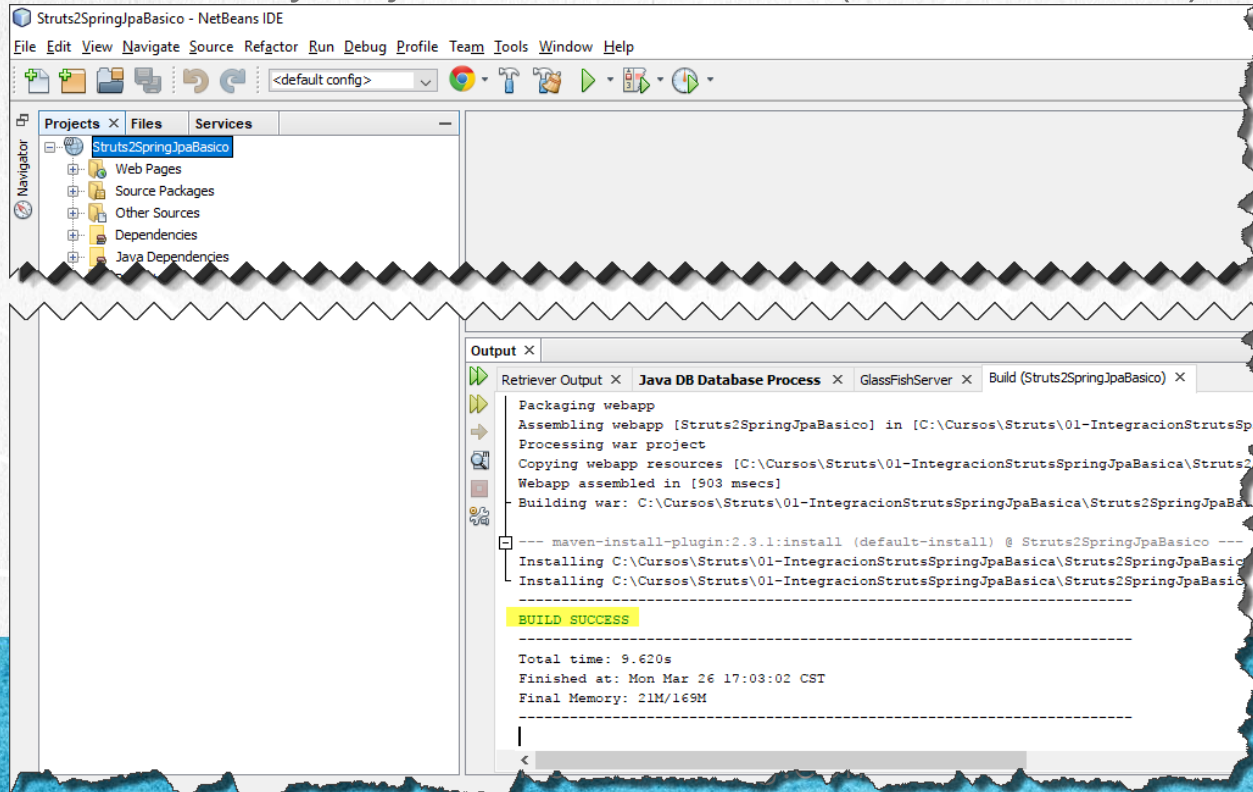 Struts2SpringJpaBasico - NetBeans IDE
File Edit View Navigate Source Refactor Run Debug Profile Team Tools Window Help
<default config>
Projects Files Services
Navigator
Struts2SpringJpaBasico
Web Pages
Source Packages
Other Sources
Dependencies
Java Dependencies
Output
Retriever Output Java DB Database Process GlassFishServer Build (Struts2SpringJpaBasico)
Packaging webapp
Assembling webapp [Struts2SpringJpaBasico] in [C:\Cursos\Struts\01-IntegracionStrutsSp
Processing war project
Copying webapp resources [C:\Cursos\Struts\01-IntegracionStrutsSpringJpaBasica\Struts2
Webapp assembled in [903 msecs]
Building war: C:\Cursos\Struts\01-IntegracionStrutsSpringJpaBasica\Struts2SpringJpaBas
--- maven-install-plugin:2.3.1:install (default-install) @ Struts2SpringJpaBasico ---
Installing C:\Cursos\Struts\01-IntegracionStrutsSpringJpaBasica\Struts2SpringJpaBasic
Installing C:\Cursos\Struts\01-IntegracionStrutsSpringJpaBasica\Struts2SpringJpaBasic
------------------------------------------------------------------------
BUILD SUCCESS
------------------------------------------------------------------------
Total time: 9.620s
Finished at: Mon Mar 26 17:03:02 CST
Final Memory: 21M/169M
------------------------------------------------------------------------